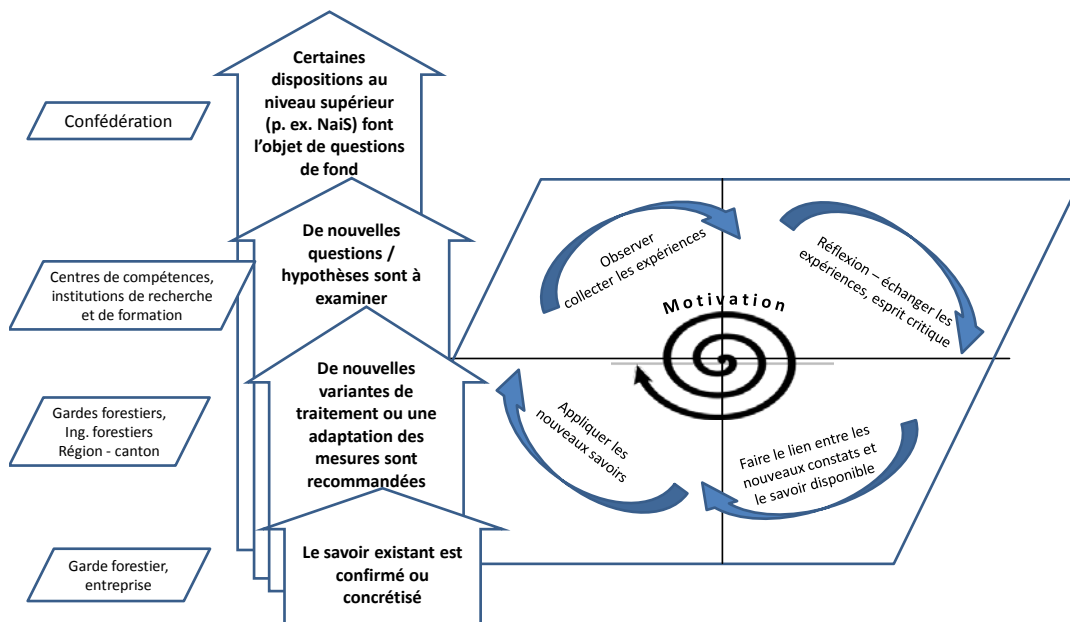 Certaines
dispositions au
niveau supérieur
(p. ex. NaiS) font
l'objet de questions
de fond
Confédération
De nouvelles
questions /
hypothèses sont à
examiner
Centres de compétences,
institutions de recherche
et de formation
De nouvelles
variantes de
traitement ou une
adaptation des
mesures sont
recommandées
Gardes forestiers,
Ing. forestiers
Région - canton
Le savoir existant est
confirmé ou
concrétisé
Garde forestier,
entreprise
Observer
collecter les expériences
Réflexion – échanger les
expériences, esprit critique
Motivation
Appliquer les
nouveaux savoirs
Faire le lien entre les
nouveaux constats et
le savoir disponible